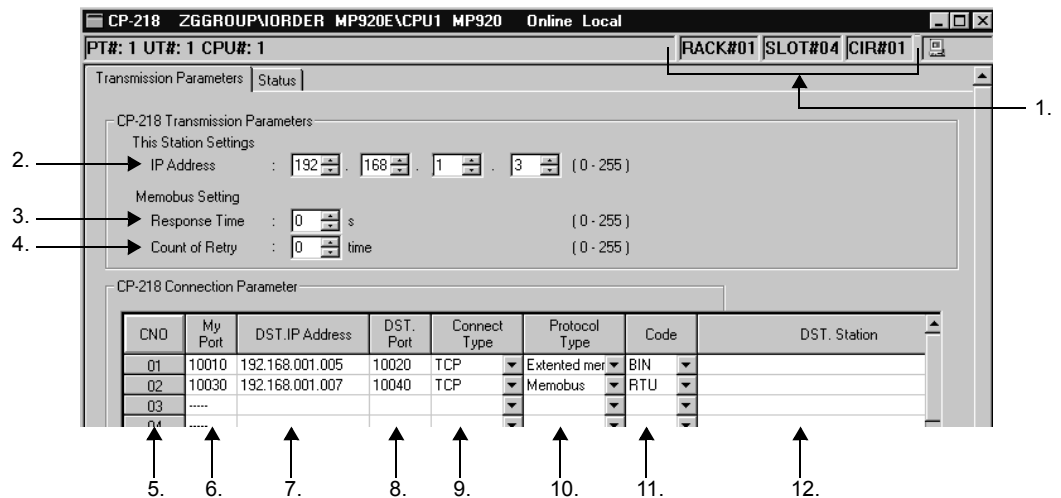 CP-218 ZGGROUP\IORDER MP920E\CPU1 MP920 Online Local
PT#: 1 UT#: 1 CPU#: 1 RACK#01 SLOT#04 CIR#01
Transmission Parameters Status
1.
CP-218 Transmission Parameters
This Station Settings
2. IP Address : 192 . 168 . 1 . 3 ( 0 - 255 )
Memobus Setting
3. Response Time : 0 s ( 0 - 255 )
4. Count of Retry : 0 time ( 0 - 255 )
CP-218 Connection Parameter
CNO My Port DST.IP Address DST. Port Connect Type Protocol Type Code DST. Station
01 10010 192.168.001.005 10020 TCP Extented mer BIN
02 10030 192.168.001.007 10040 TCP Memobus RTU
03 -----
04 -----
5. 6. 7. 8. 9. 10. 11. 12.